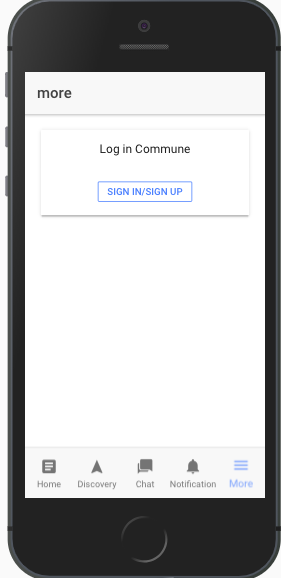 more
Log in Commune
SIGN IN/SIGN UP
Home Discovery Chat Notification More